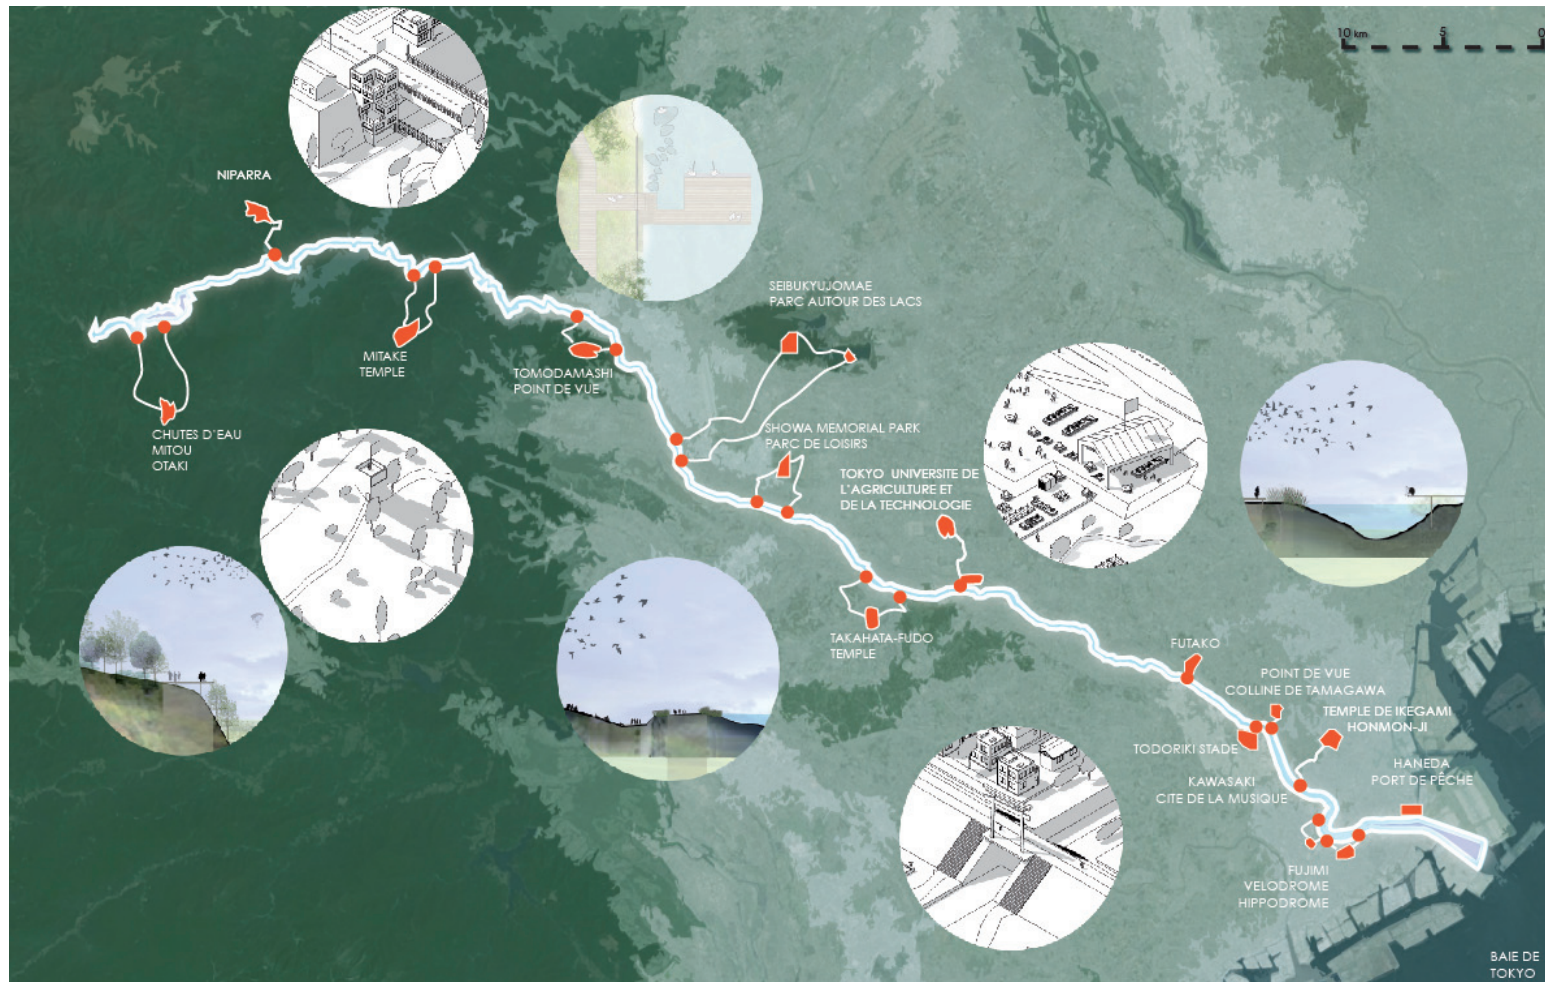 10 km 5 0
NIPARRA
SEIBUKYUJOMAE
PARC AUTOUR DES LACS
MITAKE
TEMPLE
TOMODAMASHI
POINT DE VUE
CHUTES D'EAU
MITOU
OTAKI
SHOWA MEMORIAL PARK
PARC DE LOISIRS
TOKYO UNIVERSITE DE
L'AGRICULTURE ET
DE LA TECHNOLOGIE
TAKAHATA-FUDO
TEMPLE
FUTAKO
POINT DE VUE
COLLINE DE TAMAGAWA
TEMPLE DE IKEGAMI
HONMON-JI
TODORIKI STADE
HANEDA
PORT DE PÊCHE
KAWASAKI
CITE DE LA MUSIQUE
FUJIMI
VELODROME
HIPPODROME
BAIE DE
TOKYO